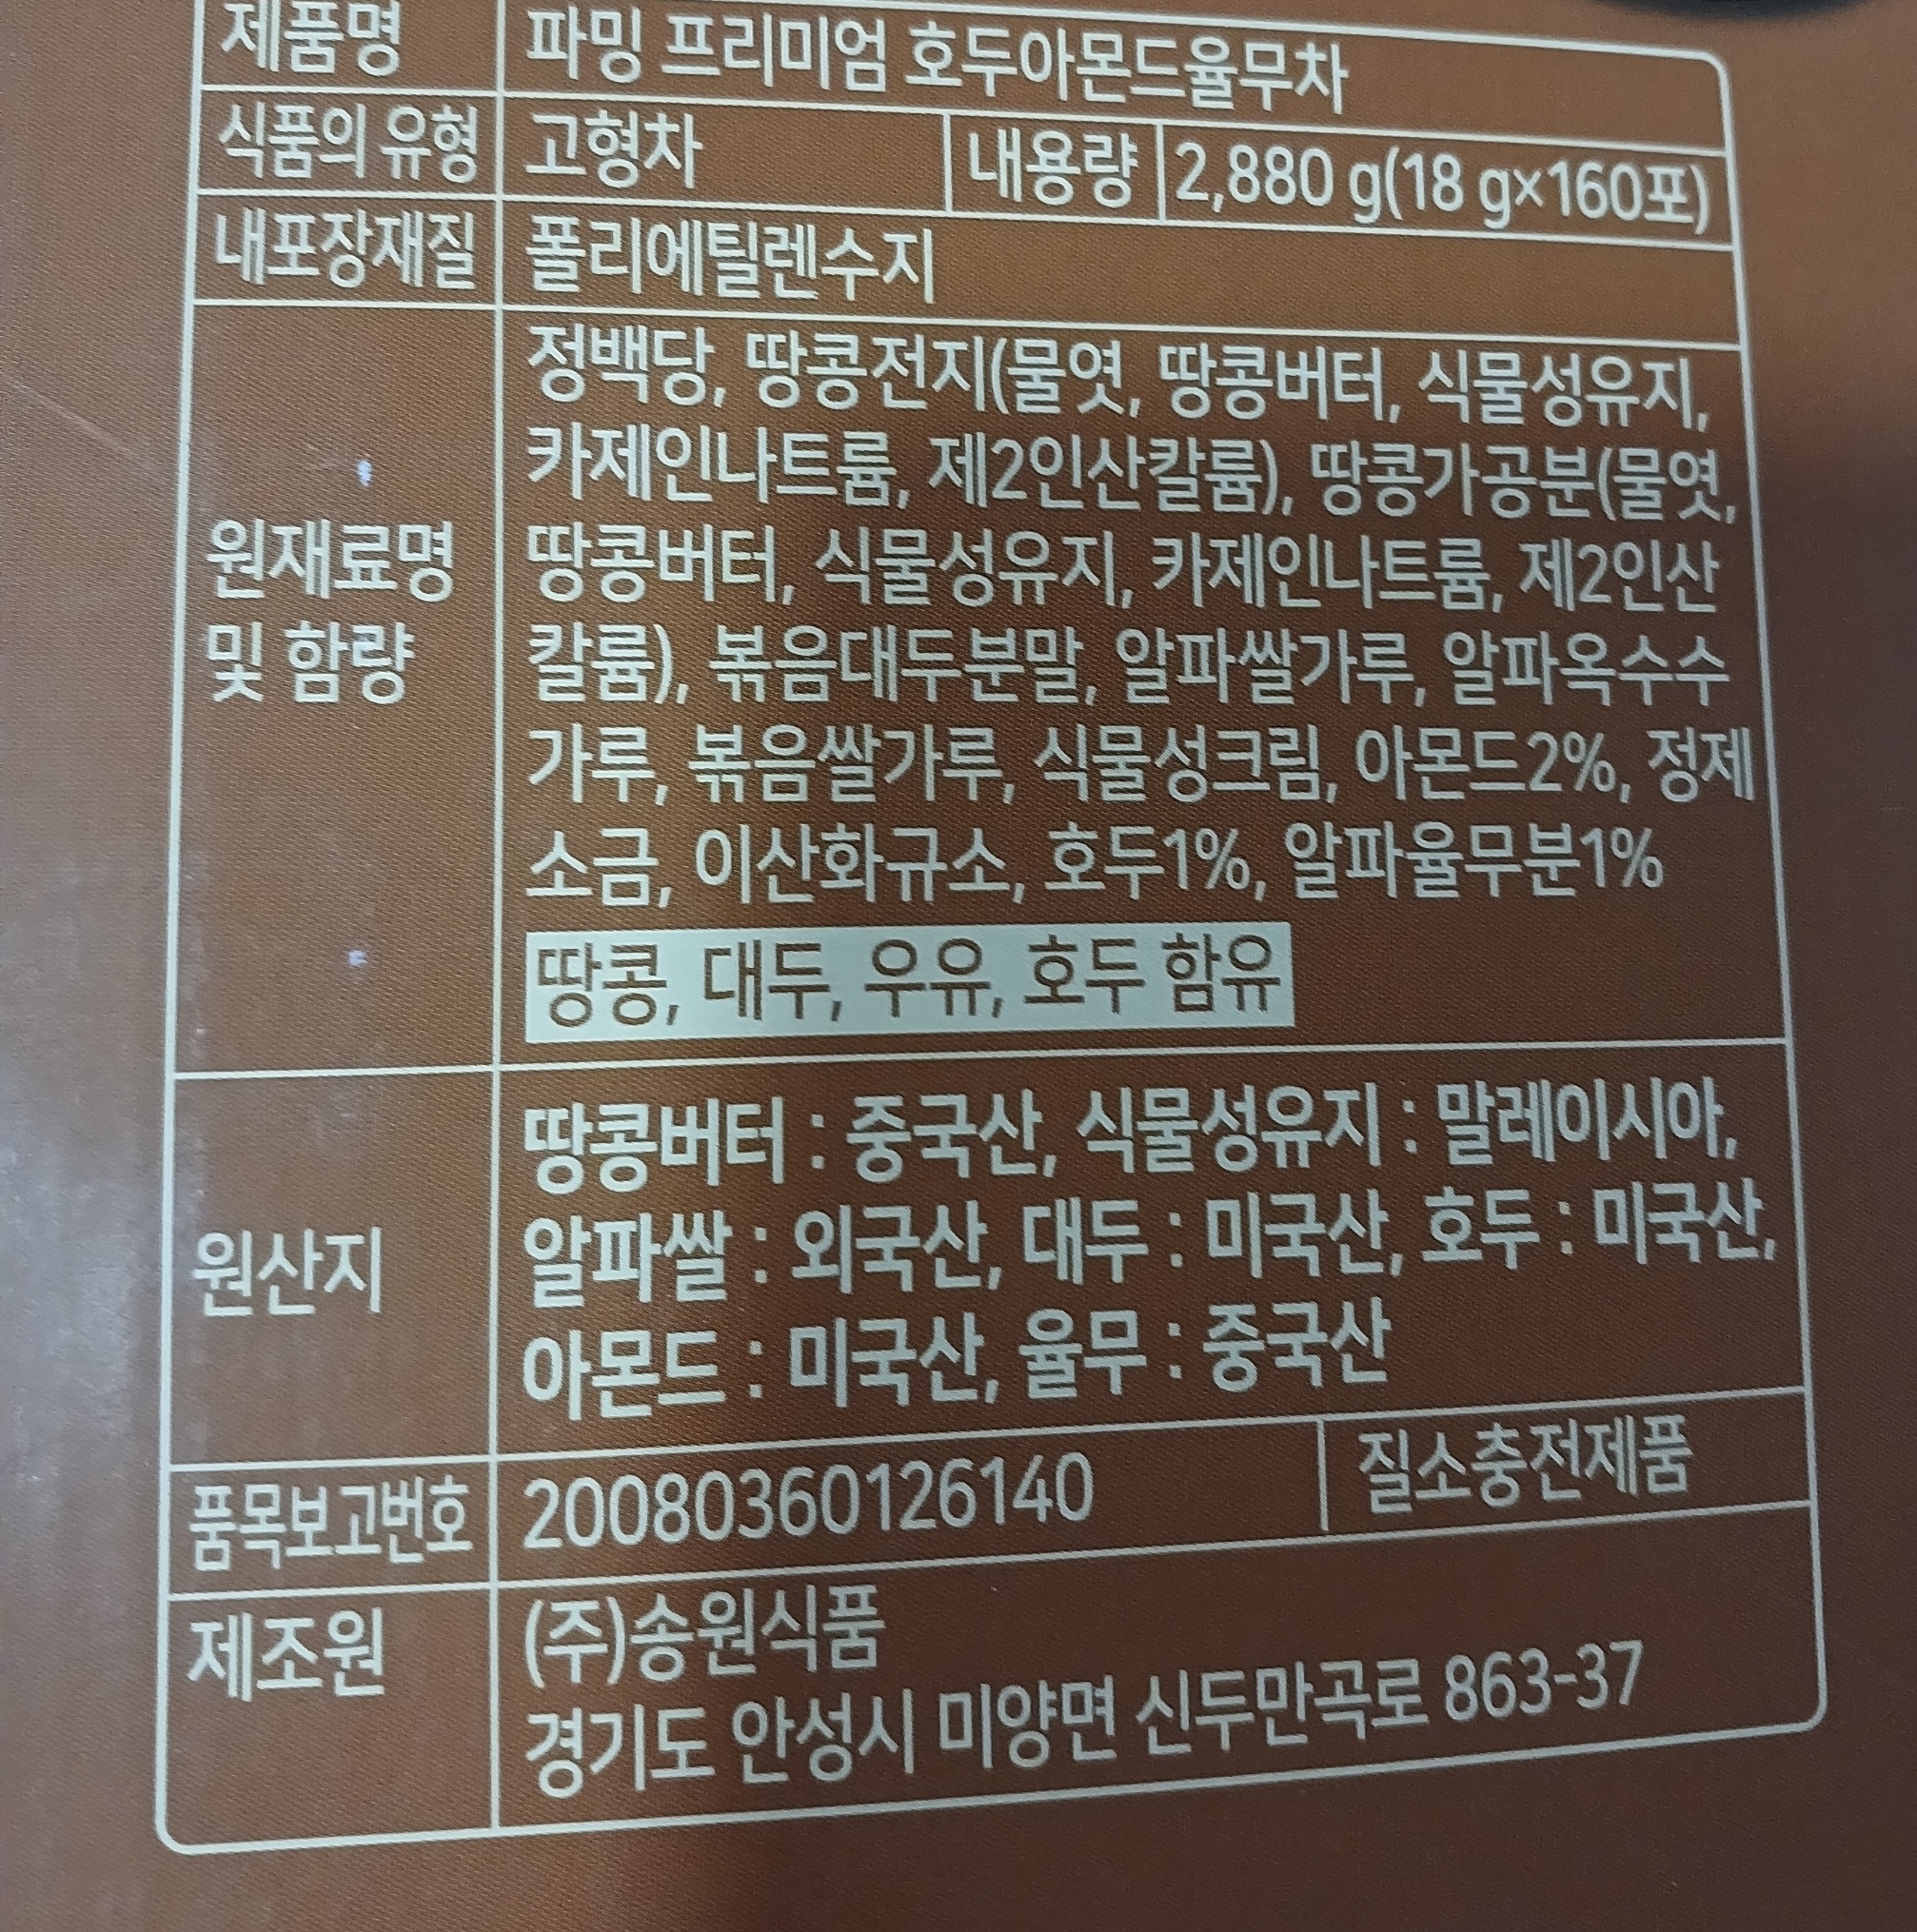 제품명 파밍 프리미엄 호두아몬드율무차
식품의 유형 고형차 내용량 2,880 g(18 g×160포)
내포장재질 폴리에틸렌수지
원재료명
및 함량
정백당, 땅콩전지(물엿, 땅콩버터, 식물성유지,
카제인나트륨, 제2인산칼륨), 땅콩가공분(물엿,
땅콩버터, 식물성유지, 카제인나트륨, 제2인산
칼륨), 볶음대두분말, 알파쌀가루, 알파옥수수
가루, 볶음쌀가루, 식물성크림, 아몬드2%, 정제
소금, 이산화규소, 호두1%, 알파율무분1%
땅콩, 대두, 우유, 호두 함유
원산지
땅콩버터 : 중국산, 식물성유지 : 말레이시아,
알파쌀 : 외국산, 대두 : 미국산, 호두 : 미국산,
아몬드 : 미국산, 율무 : 중국산
품목보고번호 20080360126140 질소충전제품
제조원 (주)송원식품
경기도 안성시 미양면 신두만곡로 863-37